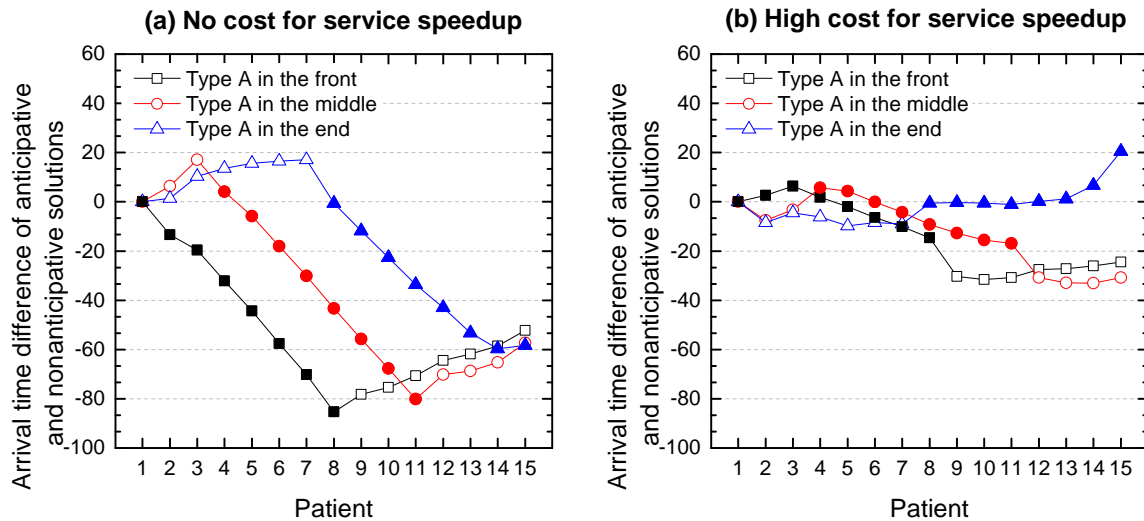 (a) No cost for service speedup
Arrival time difference of anticipative
and nonanticipative solutions
60
40
20
0
-20
-40
-60
-80
-100
Type A in the front
Type A in the middle
Type A in the end
1 2 3 4 5 6 7 8 9 10 11 12 13 14 15
Patient
(b) High cost for service speedup
Arrival time difference of anticipative
and nonanticipative solutions
60
40
20
0
-20
-40
-60
-80
-100
Type A in the front
Type A in the middle
Type A in the end
1 2 3 4 5 6 7 8 9 10 11 12 13 14 15
Patient